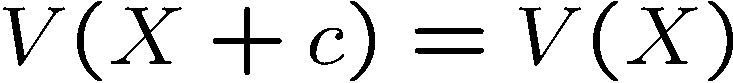 V(X + c) = V(X)